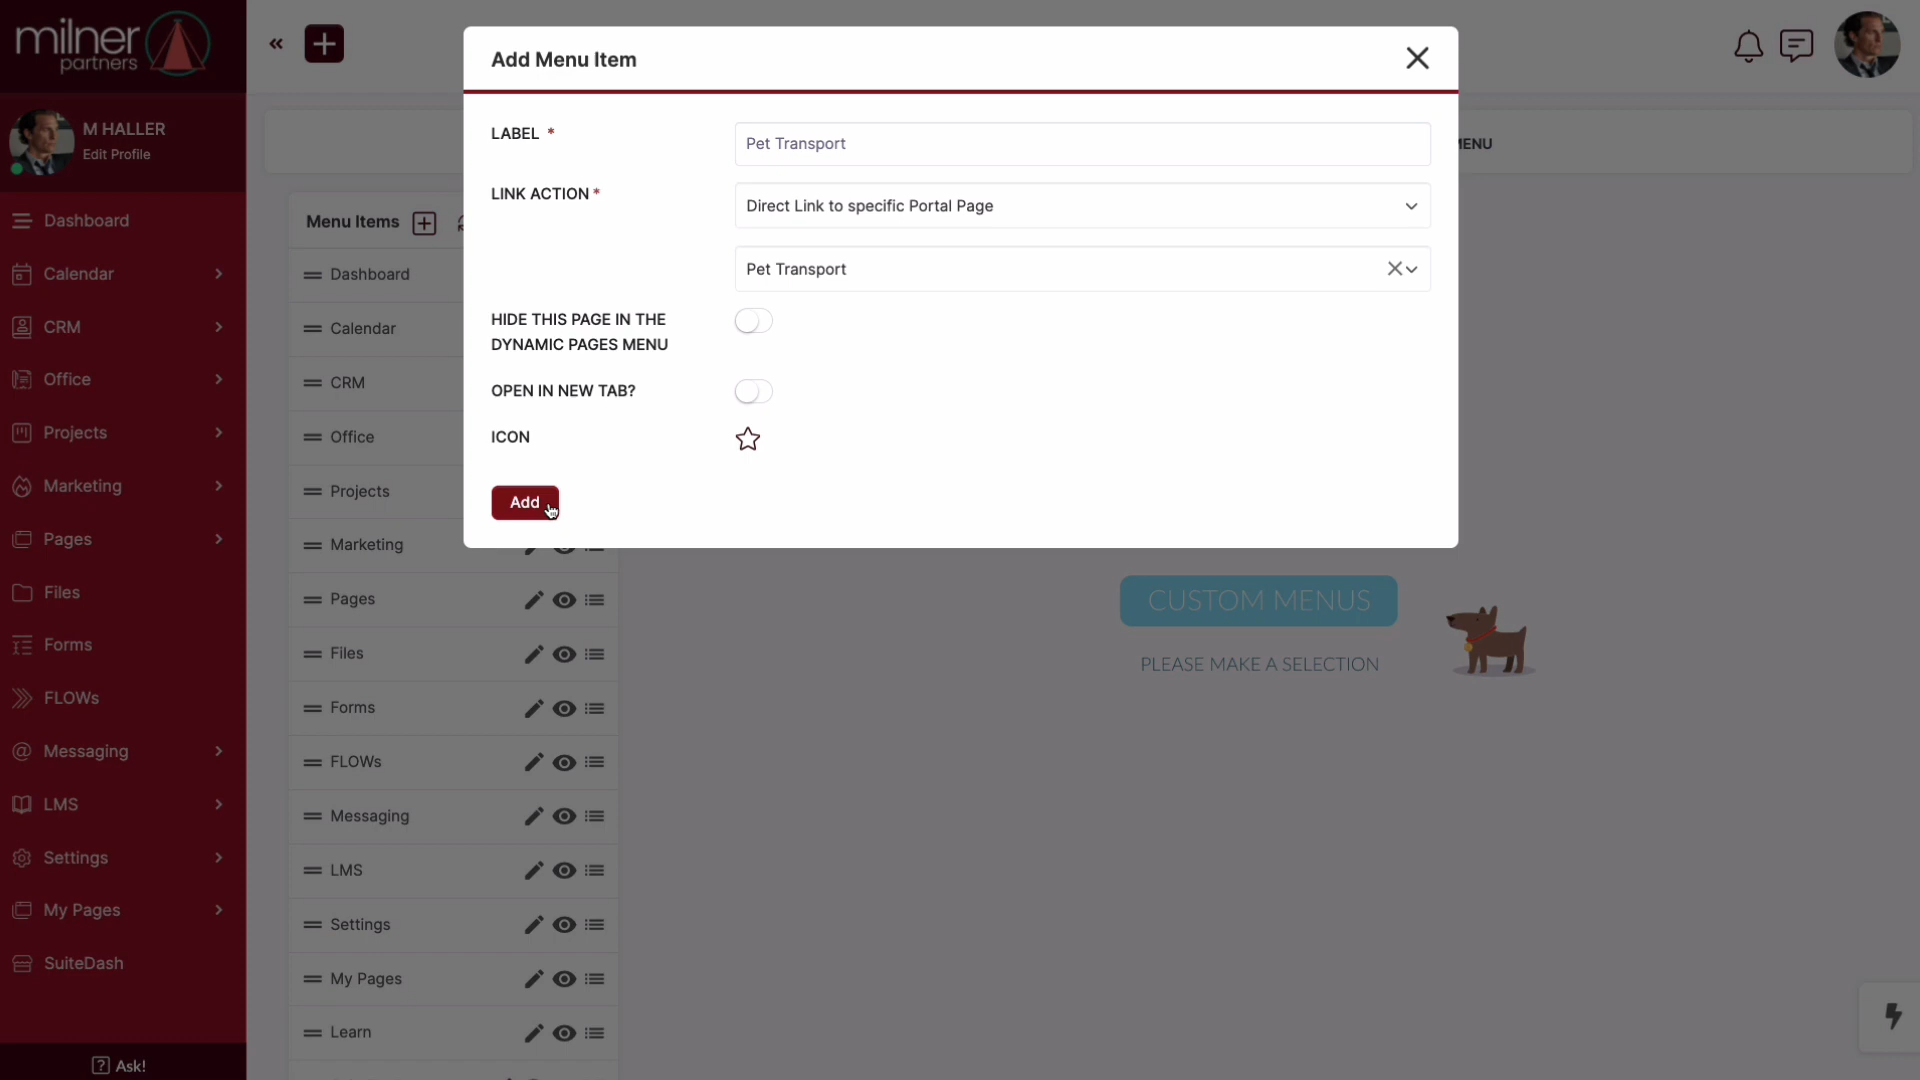 milner
partners
M HALLER
Edit Profile
Dashboard
Calendar
CRM
Office
Projects
Marketing
Pages
Files
Forms
FLOWs
Messaging
LMS
Settings
My Pages
SuiteDash
? Ask!
Add Menu Item
LABEL *
Pet Transport
LINK ACTION *
Direct Link to specific Portal Page
Pet Transport
HIDE THIS PAGE IN THE
DYNAMIC PAGES MENU
OPEN IN NEW TAB?
ICON
Add
MENU
Menu Items
Dashboard
Calendar
CRM
Office
Projects
Marketing
Pages
Files
Forms
FLOWs
Messaging
LMS
Settings
My Pages
Learn
CUSTOM MENUS
PLEASE MAKE A SELECTION